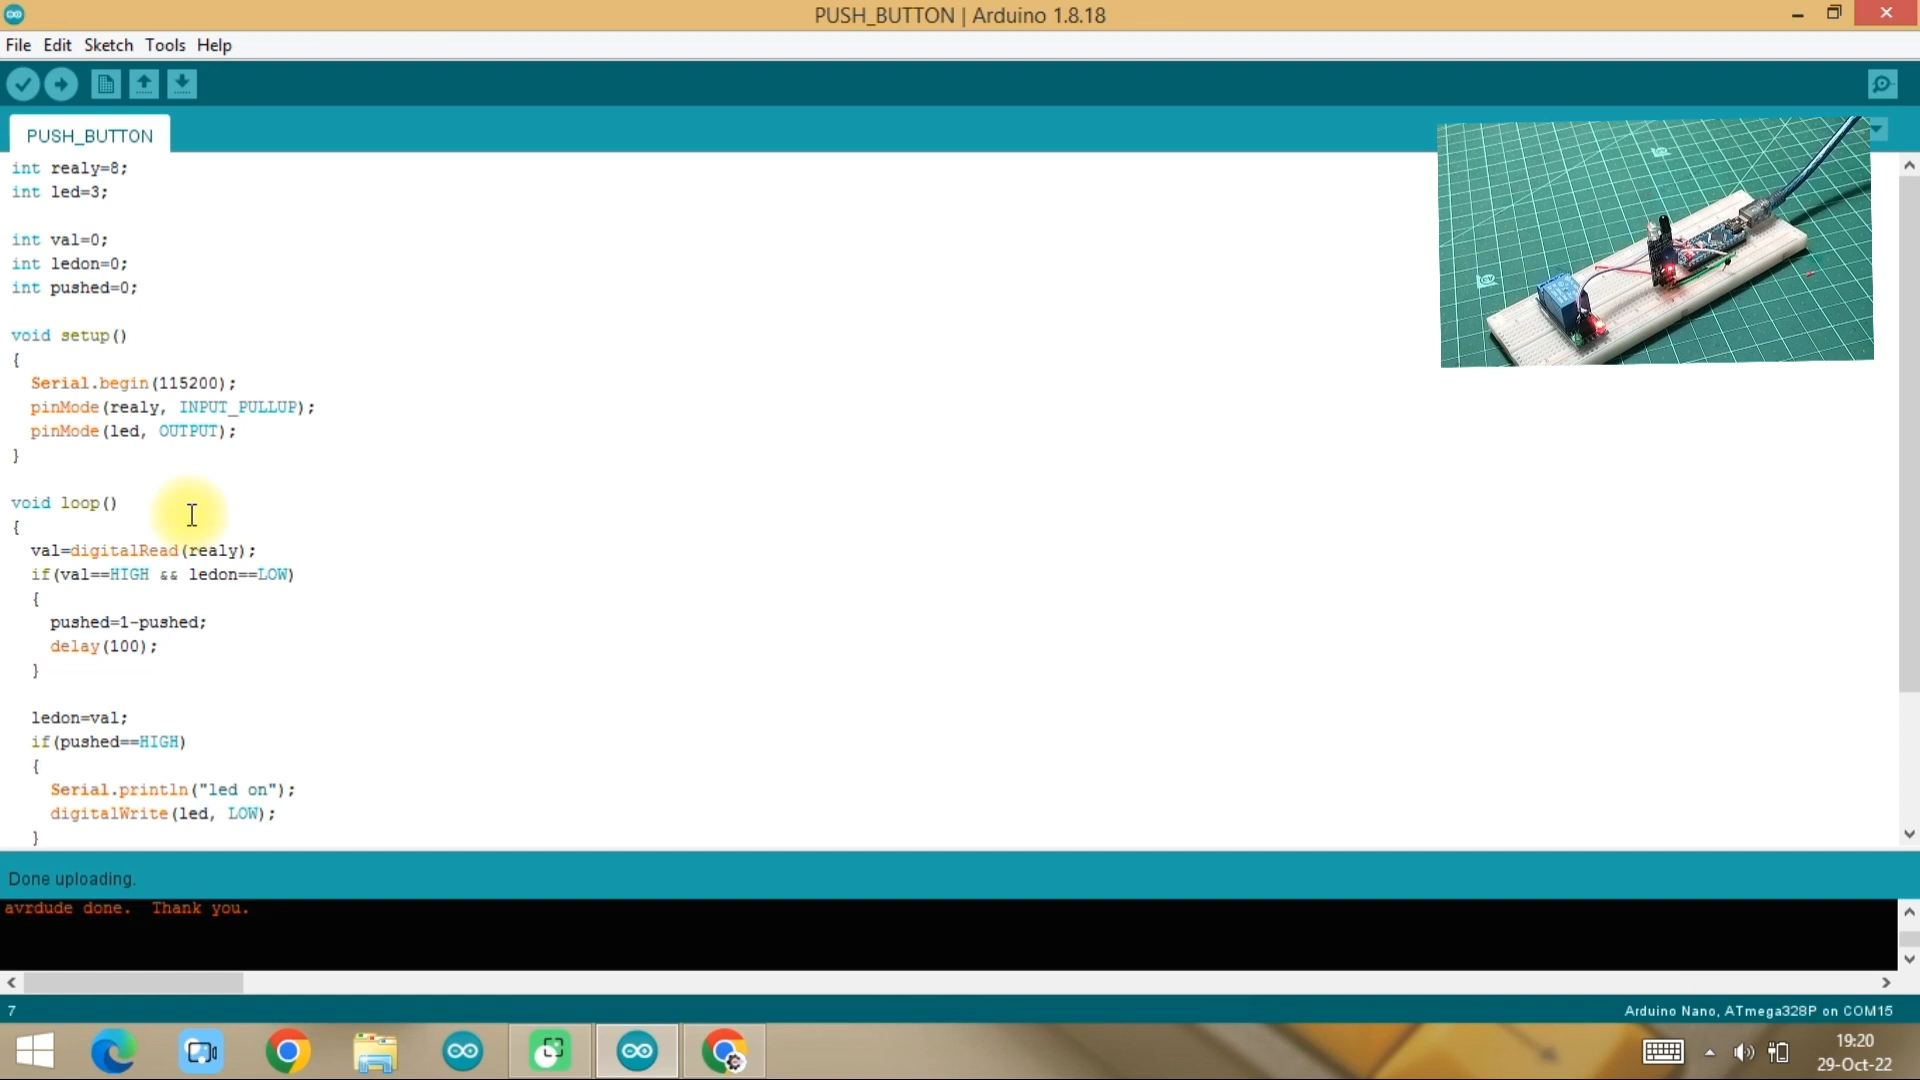 PUSH_BUTTON | Arduino 1.8.18
File Edit Sketch Tools Help
PUSH_BUTTON
int realy=8;
int led=3;
int val=0;
int ledon=0;
int pushed=0;
void setup()
{
Serial.begin(115200);
pinMode(realy, INPUT_PULLUP);
pinMode(led, OUTPUT);
}
void loop()
{
val=digitalRead(realy);
if(val==HIGH && ledon==LOW)
{
pushed=1-pushed;
delay(100);
}
ledon=val;
if(pushed==HIGH)
{
Serial.println("led on");
digitalWrite(led, LOW);
}
Done uploading.
avrdude done.  Thank you.
7
Arduino Nano, ATmega328P on COM15
19:20
29-Oct-22